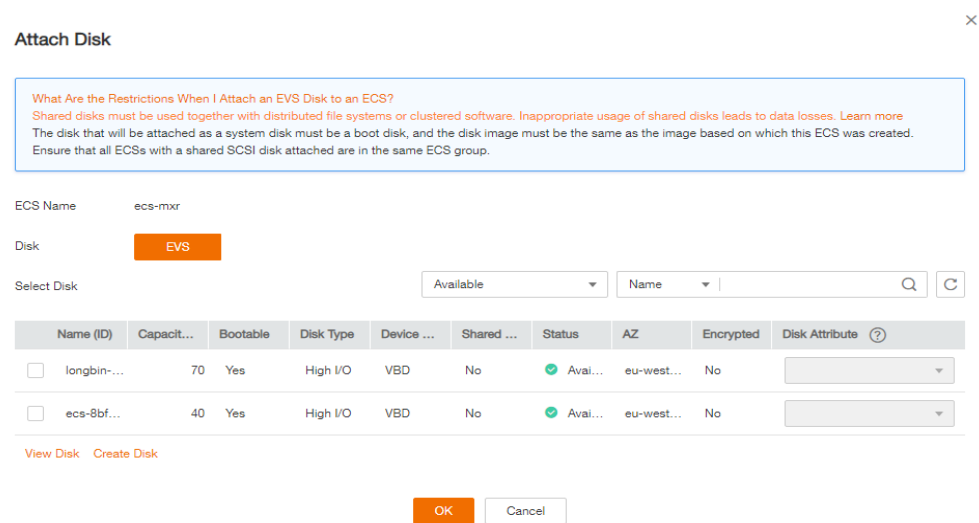 Attach Disk
What Are the Restrictions When I Attach an EVS Disk to an ECS?
Shared disks must be used together with distributed file systems or clustered software. Inappropriate usage of shared disks leads to data losses. Learn more
The disk that will be attached as a system disk must be a boot disk, and the disk image must be the same as the image based on which this ECS was created.
Ensure that all ECSs with a shared SCSI disk attached are in the same ECS group.
ECS Name ecs-mxr
Disk EVS
Select Disk Available Name
Name (ID) Capacit... Bootable Disk Type Device ... Shared ... Status AZ Encrypted Disk Attribute ?
longbin-... 70 Yes High I/O VBD No Avai... eu-west... No
ecs-8bf... 40 Yes High I/O VBD No Avai... eu-west... No
View Disk Create Disk
OK Cancel